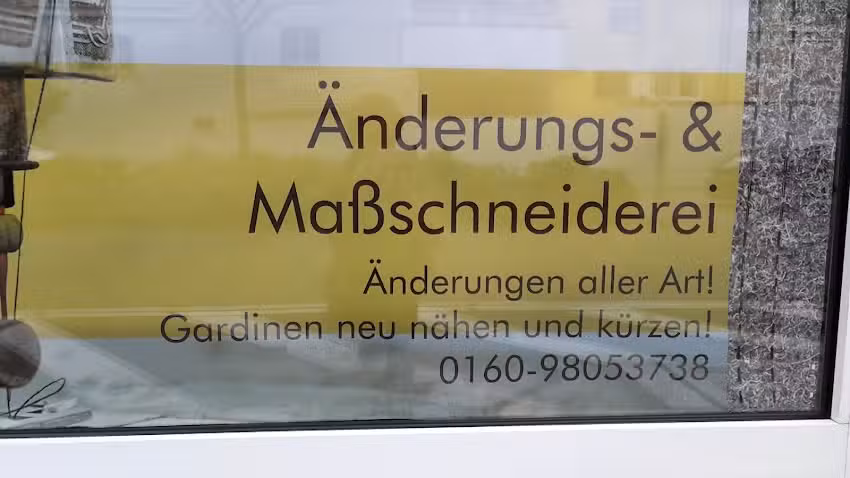 Änderungs- &
Maßschneiderei
Änderungen aller Art!
Gardinen neu nähen und kürzen!
0160-98053738